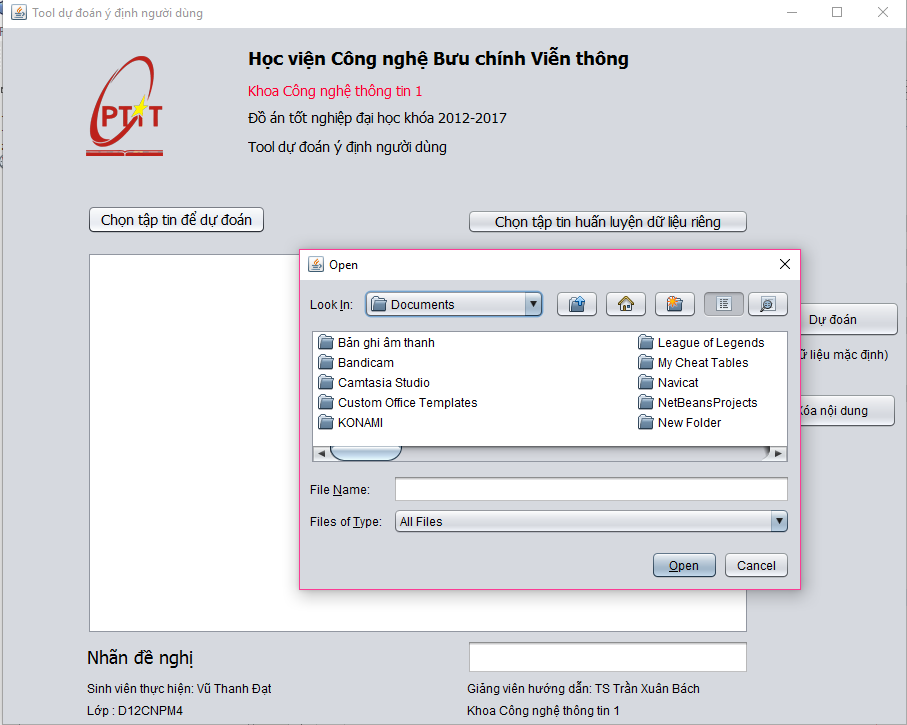 Tool dự đoán ý định người dùng
Học viện Công nghệ Bưu chính Viễn thông
Khoa Công nghệ thông tin 1
Đồ án tốt nghiệp đại học khóa 2012-2017
Tool dự đoán ý định người dùng
PTIT
Chọn tập tin để dự đoán
Chọn tập tin huấn luyện dữ liệu riêng
Open
Look In:
Documents
Bản ghi âm thanh
Bandicam
Camtasia Studio
Custom Office Templates
KONAMI
League of Legends
My Cheat Tables
Navicat
NetBeansProjects
New Folder
File Name:
Files of Type:
All Files
Open
Cancel
Dự đoán
liệu mặc định)
nội dung
Nhãn đề nghị
Sinh viên thực hiện: Vũ Thanh Đạt
Giảng viên hướng dẫn: TS Trần Xuân Bách
Lớp : D12CNPM4
Khoa Công nghệ thông tin 1